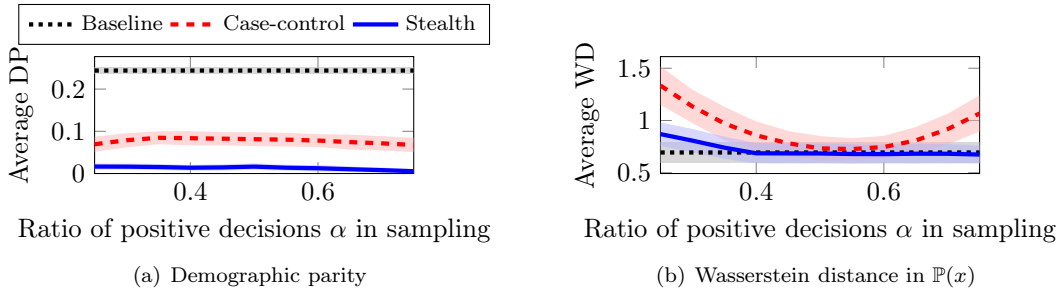 Baseline Case-control Stealth
Average DP
0.2
0.1
0
0.4 0.6
Ratio of positive decisions α in sampling
(a) Demographic parity
Average WD
1.5
1
0.5
0.4 0.6
Ratio of positive decisions α in sampling
(b) Wasserstein distance in ℙ(x)